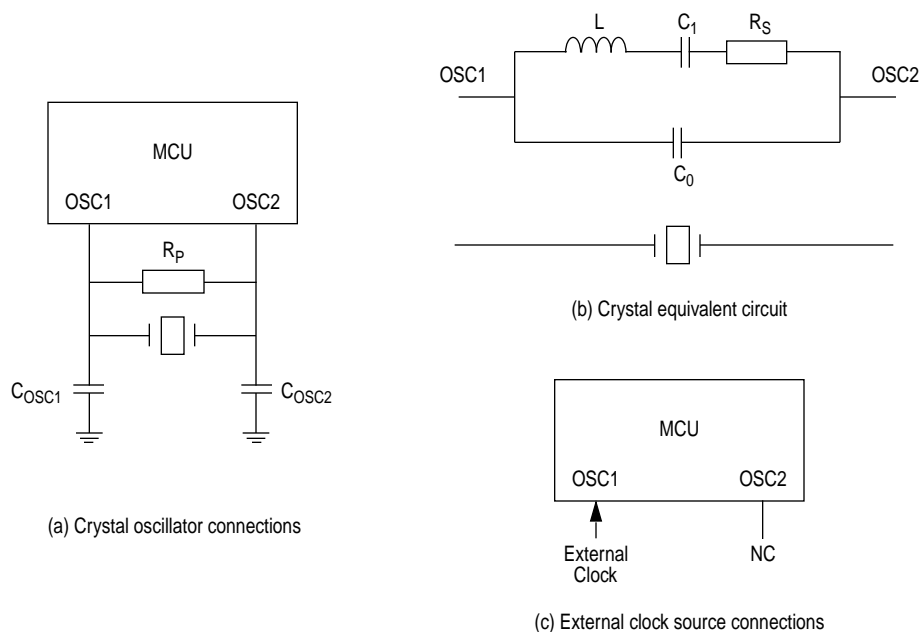 MCU
OSC1 OSC2
R_P
C_OSC1 C_OSC2
(a) Crystal oscillator connections
L C_1 R_S
OSC1 OSC2
C_0
(b) Crystal equivalent circuit
MCU
OSC1 OSC2
External
Clock
NC
(c) External clock source connections